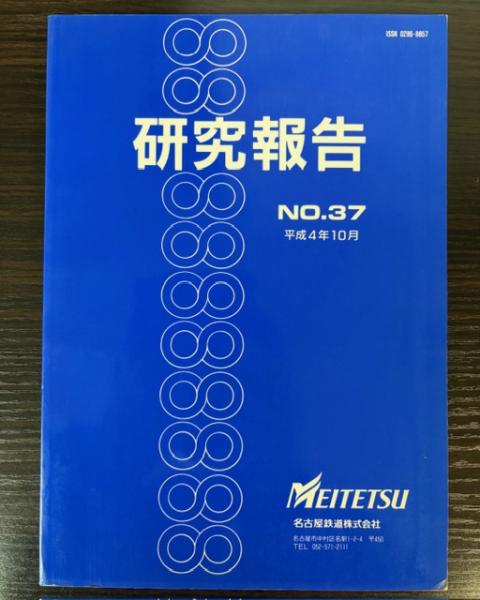 ISSN 0286-8857
研究報告
NO.37
平成4年10月
MEITETSU
名古屋鉄道株式会社
名古屋市中村区名駅1-2-4 〒450
TEL 052-571-2111